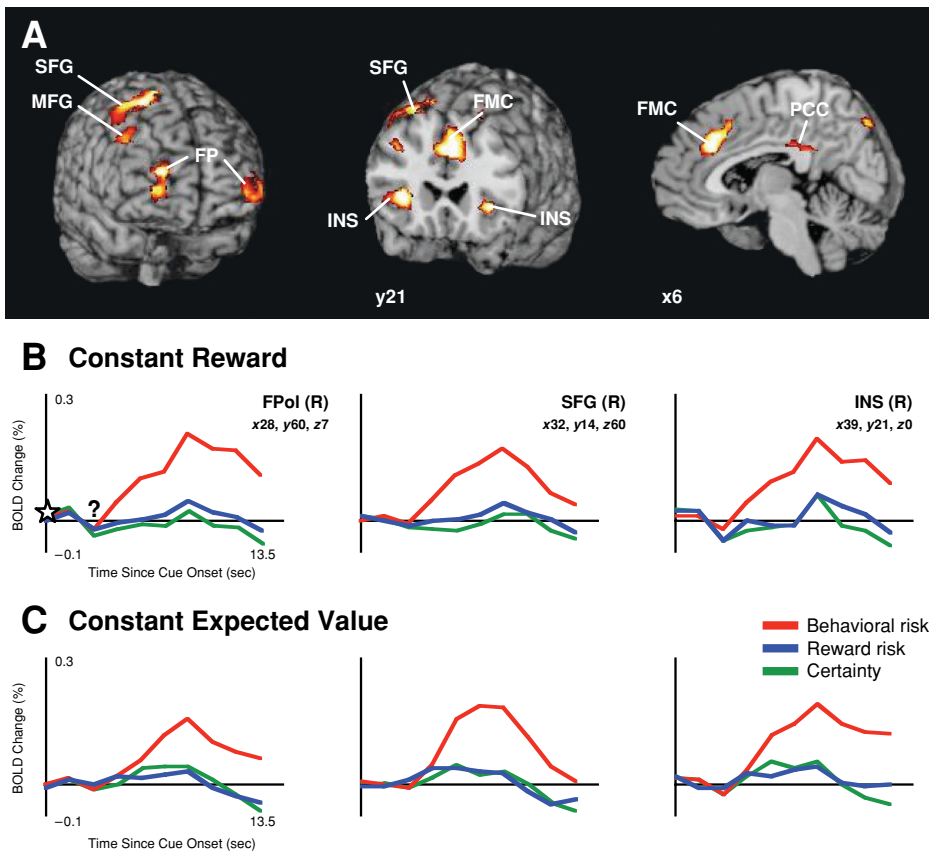 A
SFG
MFG
FP
SFG
FMC
INS
INS
y21
FMC
PCC
x6
B Constant Reward
BOLD Change (%)
0.3
−0.1
?
FPol (R)
x28, y60, z7
13.5
Time Since Cue Onset (sec)
SFG (R)
x32, y14, z60
INS (R)
x39, y21, z0
C Constant Expected Value
Behavioral risk
Reward risk
Certainty
BOLD Change (%)
0.3
−0.1
13.5
Time Since Cue Onset (sec)